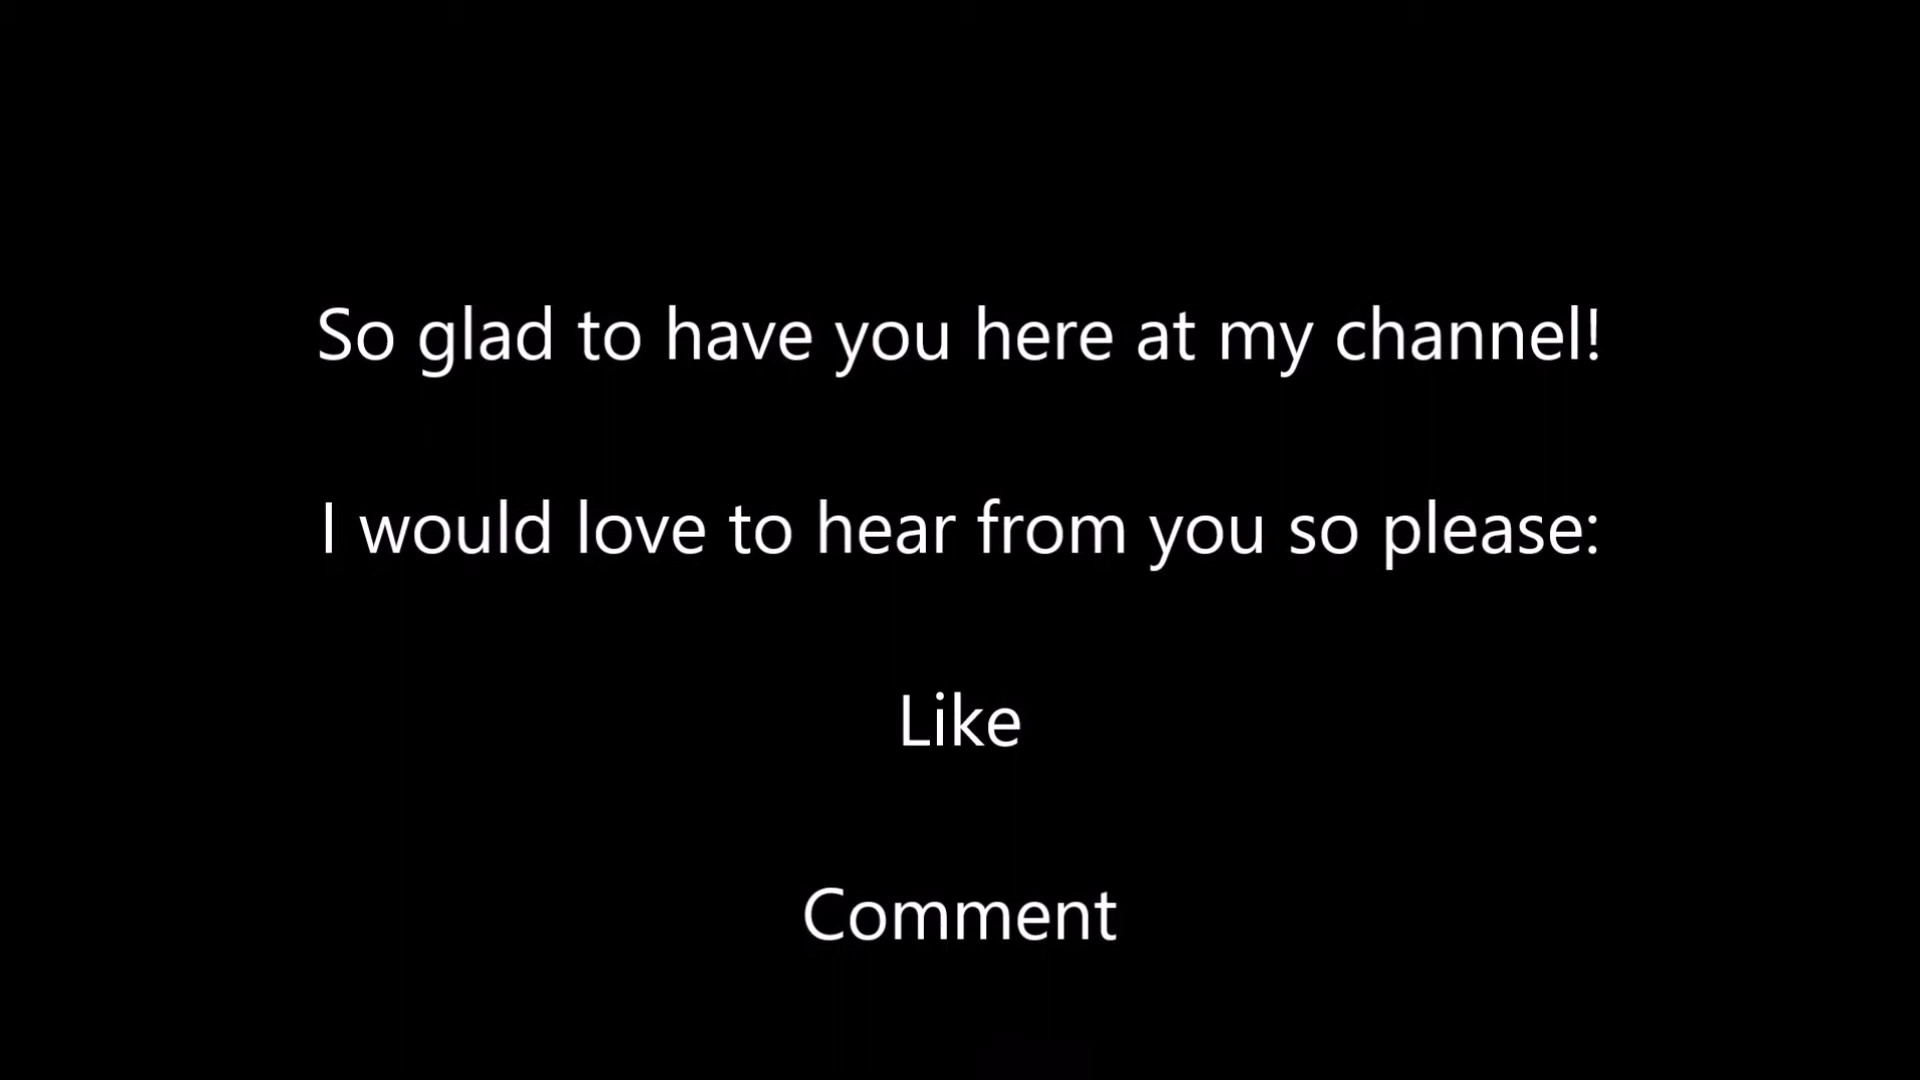 So glad to have you here at my channel!
I would love to hear from you so please:
Like
Comment